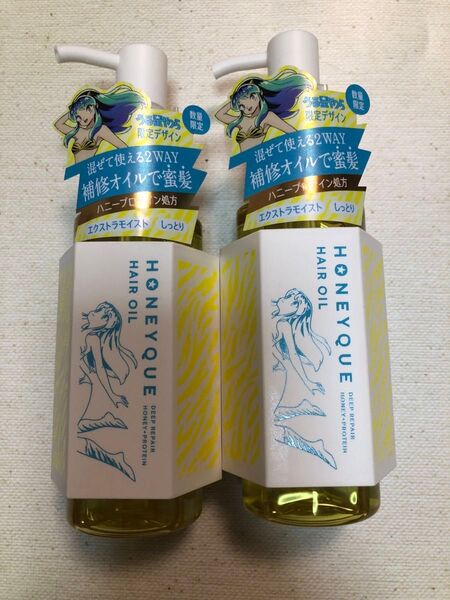 うる星やつら
限定デザイン
数量
限定
混ぜて使える2WAY
補修オイルで蜜髪
ハニープロテイン処方
エクストラモイスト しっとり
HONEYQUE
HAIR OIL
DEEP REPAIR
HONEY+PROTEIN
うる星やつら
限定デザイン
数量
限定
混ぜて使える2WAY
補修オイルで蜜髪
ハニープロテイン処方
エクストラモイスト しっとり
HONEYQUE
HAIR OIL
DEEP REPAIR
HONEY+PROTEIN